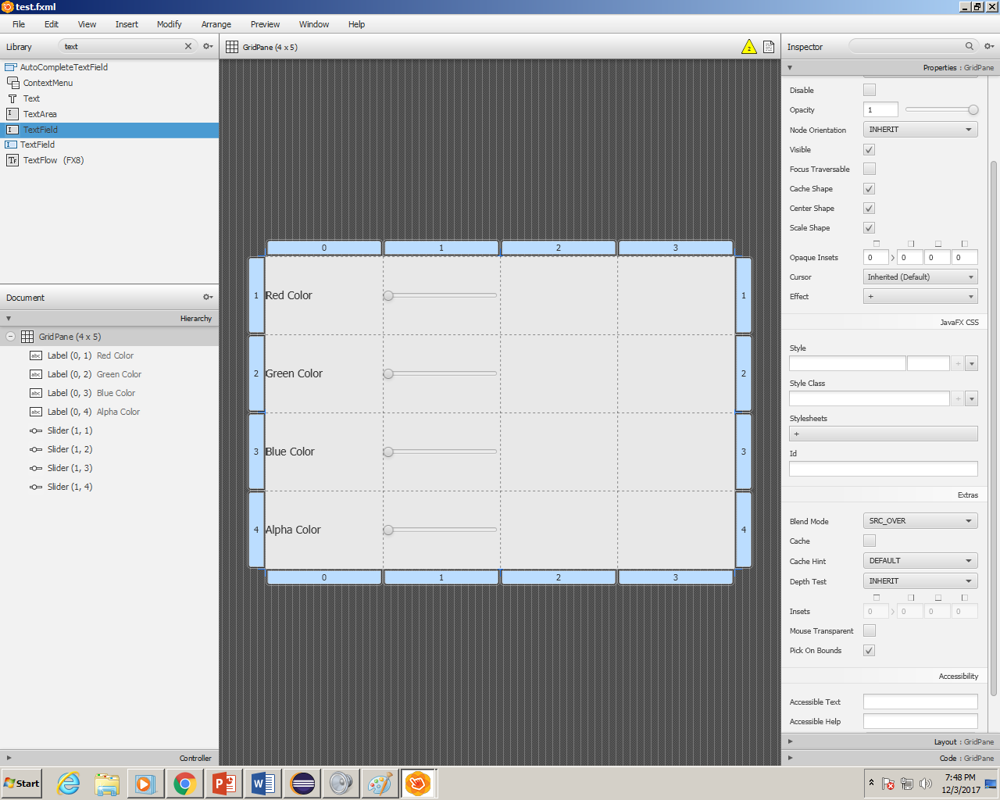 test.fxml
File Edit View Insert Modify Arrange Preview Window Help
Library text
AutoCompleteTextField
ContextMenu
Text
TextArea
TextField
TextField
TextFlow (FX8)
Document
Hierarchy
GridPane (4 x 5)
Label (0, 1) Red Color
Label (0, 2) Green Color
Label (0, 3) Blue Color
Label (0, 4) Alpha Color
Slider (1, 1)
Slider (1, 2)
Slider (1, 3)
Slider (1, 4)
Controller
GridPane (4 x 5) 2
0 1 2 3
1 Red Color 1
2 Green Color 2
3 Blue Color 3
4 Alpha Color 4
0 1 2 3
Inspector
Properties : GridPane
Disable
Opacity 1
Node Orientation INHERIT
Visible
Focus Traversable
Cache Shape
Center Shape
Scale Shape
Opaque Insets 0 0 0 0
Cursor Inherited (Default)
Effect +
JavaFX CSS
Style
+
Style Class
+
Stylesheets
+
Id
Extras
Blend Mode SRC_OVER
Cache
Cache Hint DEFAULT
Depth Test INHERIT
Insets 0 0 0 0
Mouse Transparent
Pick On Bounds
Accessibility
Accessible Text
Accessible Help
Layout : GridPane
Code : GridPane
Start
7:48 PM
12/3/2017